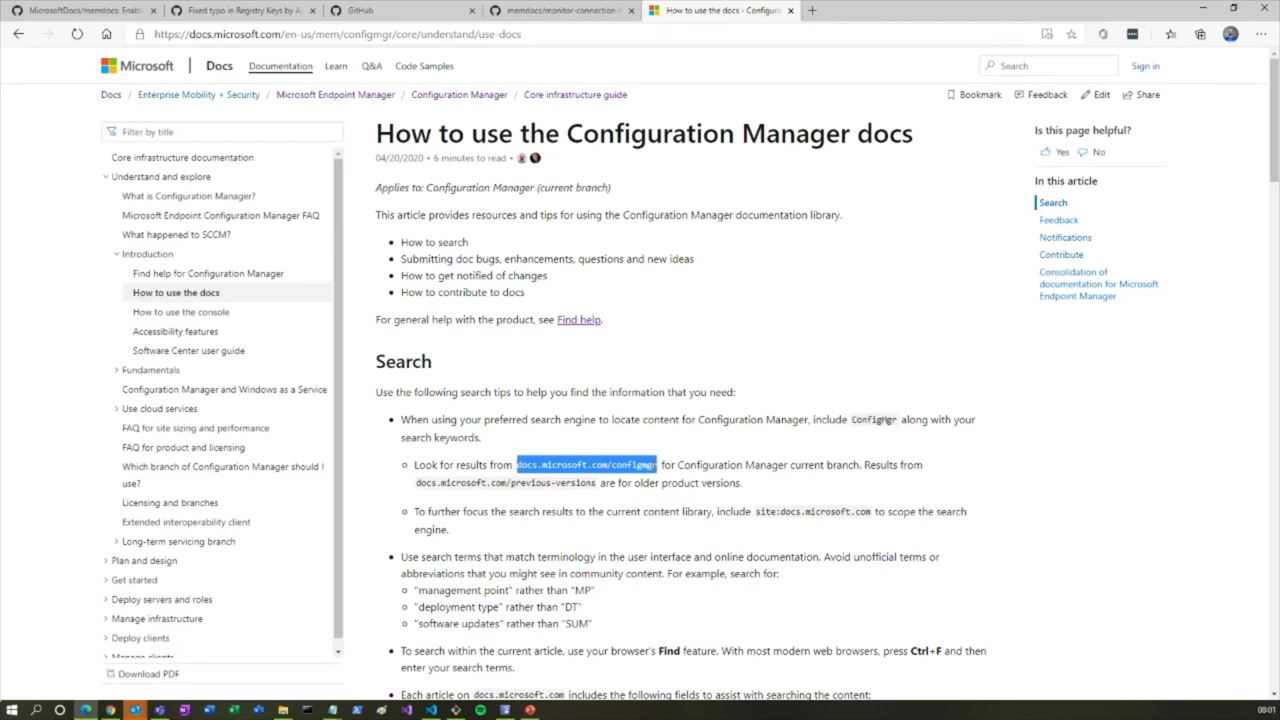 MicrosoftDocs/memdocs: Enabl
Fixed typo in Registry Keys by A
GitHub
memdocs/monitor-connection-
How to use the docs - Configura
https://docs.microsoft.com/en-us/mem/configmgr/core/understand/use-docs
Microsoft
Docs
Documentation
Learn
Q&A
Code Samples
Search
Sign in
Docs / Enterprise Mobility + Security / Microsoft Endpoint Manager / Configuration Manager / Core infrastructure guide
Bookmark
Feedback
Edit
Share
Filter by title
Core infrastructure documentation
Understand and explore
What is Configuration Manager?
Microsoft Endpoint Configuration Manager FAQ
What happened to SCCM?
Introduction
Find help for Configuration Manager
How to use the docs
How to use the console
Accessibility features
Software Center user guide
Fundamentals
Configuration Manager and Windows as a Service
Use cloud services
FAQ for site sizing and performance
FAQ for product and licensing
Which branch of Configuration Manager should I
use?
Licensing and branches
Extended interoperability client
Long-term servicing branch
Plan and design
Get started
Deploy servers and roles
Manage infrastructure
Deploy clients
Manage clients
Download PDF
How to use the Configuration Manager docs
04/20/2020 • 6 minutes to read •
Applies to: Configuration Manager (current branch)
This article provides resources and tips for using the Configuration Manager documentation library.
• How to search
• Submitting doc bugs, enhancements, questions and new ideas
• How to get notified of changes
• How to contribute to docs
For general help with the product, see Find help.
Search
Use the following search tips to help you find the information that you need:
• When using your preferred search engine to locate content for Configuration Manager, include ConfigMgr along with your
search keywords.
○ Look for results from docs.microsoft.com/configmgr for Configuration Manager current branch. Results from
docs.microsoft.com/previous-versions are for older product versions.
○ To further focus the search results to the current content library, include site:docs.microsoft.com to scope the search
engine.
• Use search terms that match terminology in the user interface and online documentation. Avoid unofficial terms or
abbreviations that you might see in community content. For example, search for:
○ "management point" rather than "MP"
○ "deployment type" rather than "DT"
○ "software updates" rather than "SUM"
• To search within the current article, use your browser's Find feature. With most modern web browsers, press Ctrl+F and then
enter your search terms.
• Each article on docs.microsoft.com includes the following fields to assist with searching the content:
Is this page helpful?
Yes
No
In this article
Search
Feedback
Notifications
Contribute
Consolidation of
documentation for Microsoft
Endpoint Manager
08:01